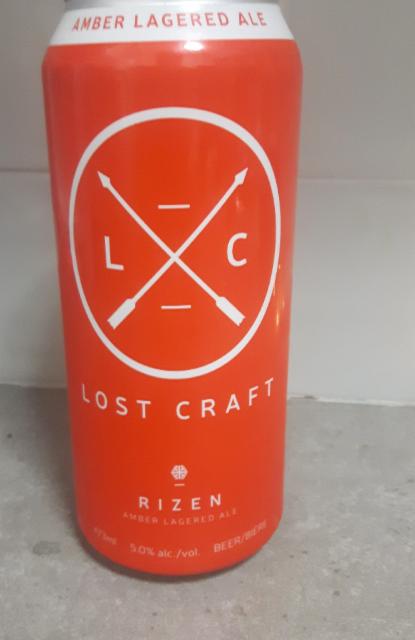 AMBER LAGERED ALE
L C
LOST CRAFT
RIZEN
AMBER LAGERED ALE
473ml 5.0% alc./vol. BEER/BIÈRE